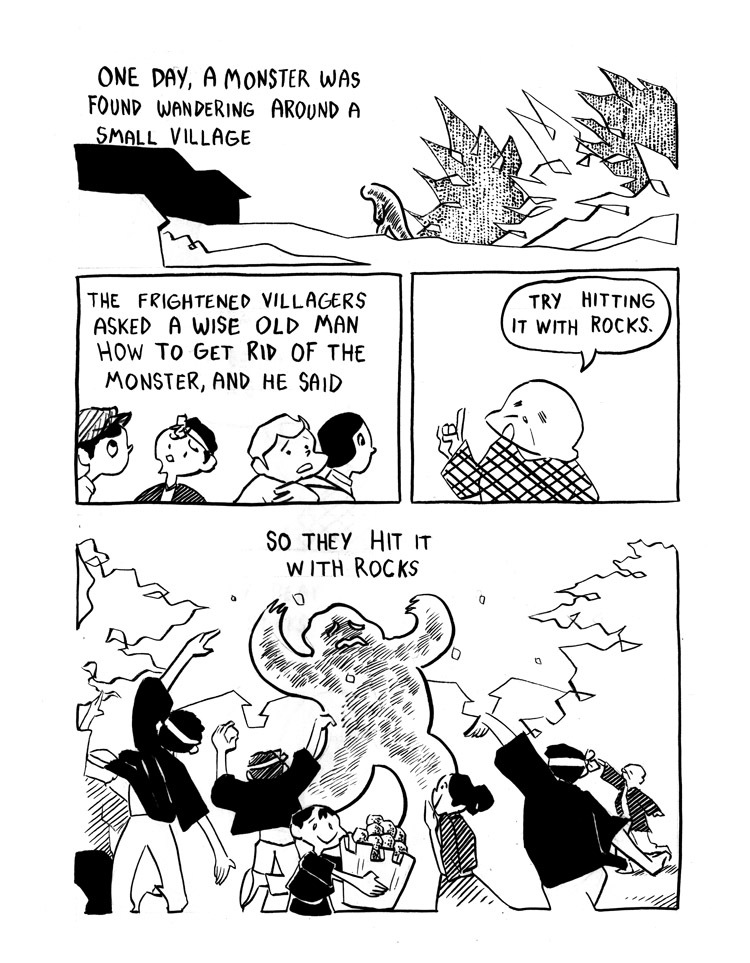 ONE DAY, A MONSTER WAS
FOUND WANDERING AROUND A
SMALL VILLAGE
THE FRIGHTENED VILLAGERS
ASKED A WISE OLD MAN
HOW TO GET RID OF THE
MONSTER, AND HE SAID
TRY HITTING
IT WITH ROCKS.
SO THEY HIT IT
WITH ROCKS